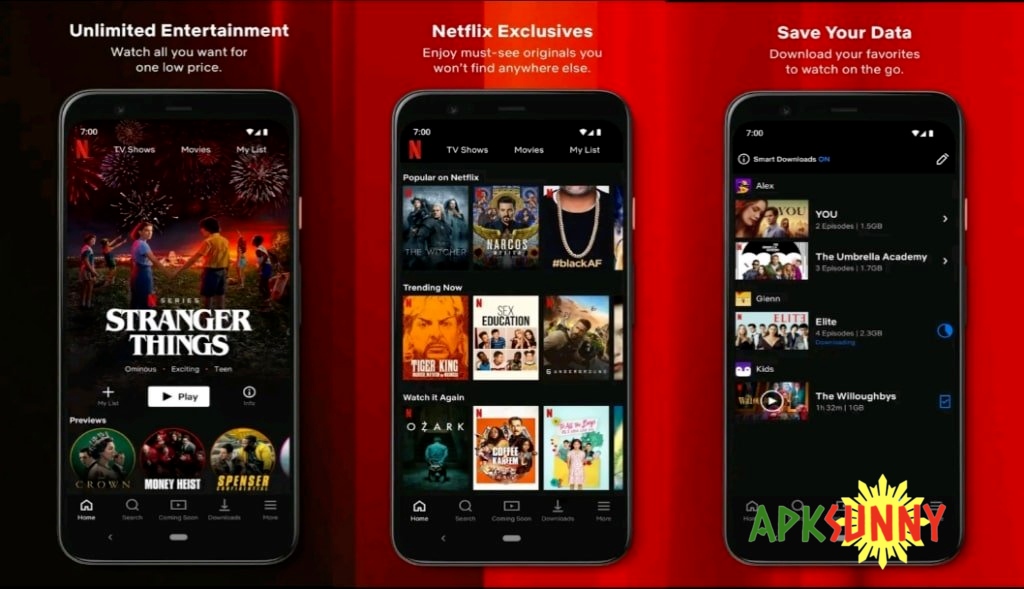 Unlimited Entertainment
Watch all you want for
one low price.
7:00
N
TV Shows Movies My List
N SERIES
STRANGER
THINGS
Ominous · Exciting · Teen
My List
Play
Info
Previews
CROWN
MONEY HEIST
SPENSER
Home Search Coming Soon Downloads More
Netflix Exclusives
Enjoy must-see originals you
won't find anywhere else.
7:00
N
TV Shows Movies My List
Popular on Netflix
THE WITCHER
NARCOS
#blackAF
Trending Now
TIGER KING
SEX
EDUCATION
6 UNDERGROUND
Watch it Again
OZARK
Home Search Coming Soon Downloads More
Save Your Data
Download your favorites
to watch on the go.
7:00
Smart Downloads ON
Alex
YOU
YOU
2 Episodes | 1.5GB
The Umbrella Academy
3 Episodes | 1.7GB
Glenn
ELITE
Elite
4 Episodes | 2.3GB
Downloading
Kids
The Willoughbys
1h 32m | 1GB
APKSUNNY